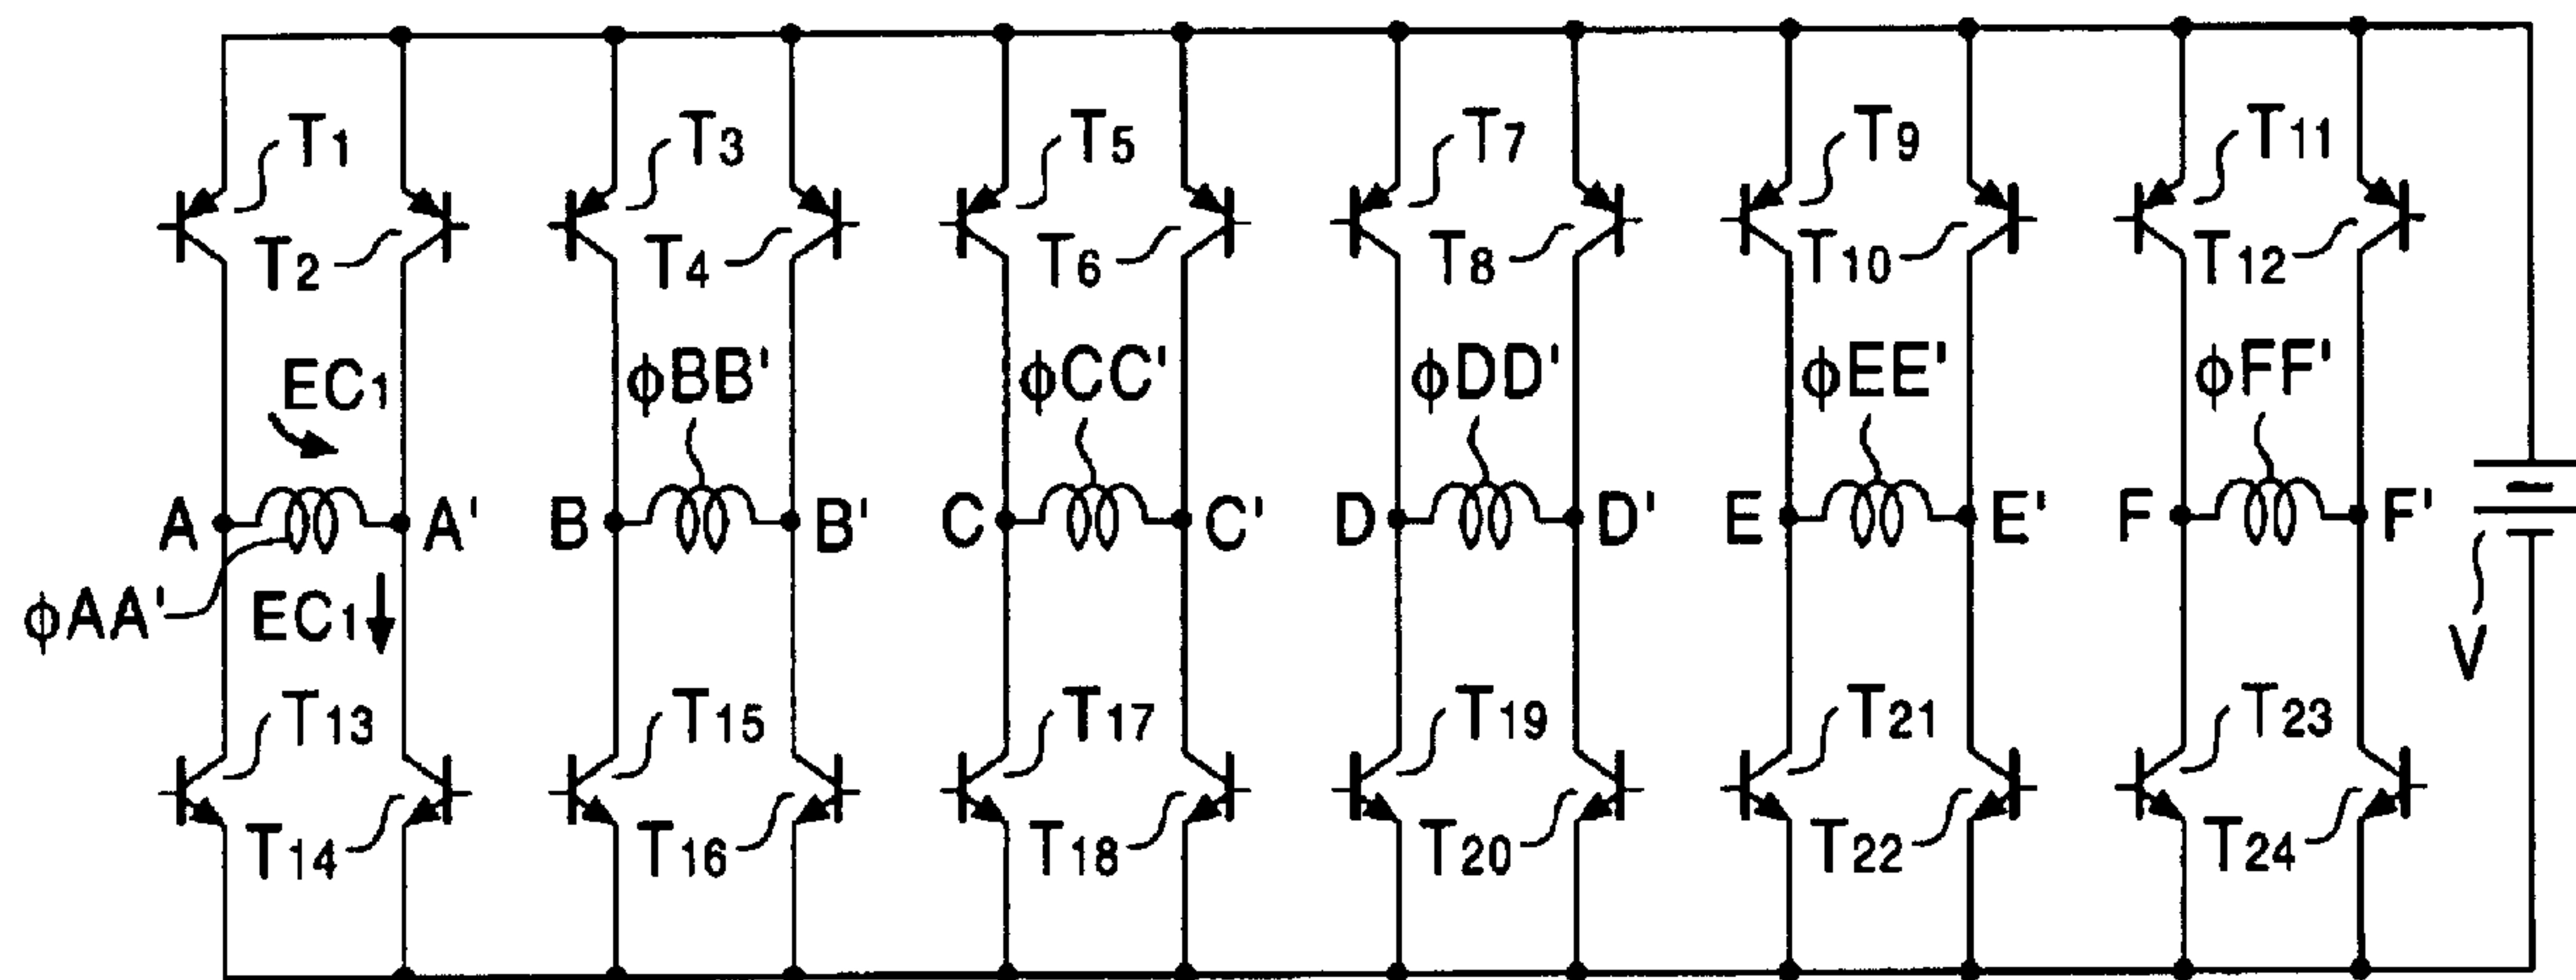 T1 T3 T5 T7 T9 T11
T2 T4 T6 T8 T10 T12
EC1 ϕBB' ϕCC' ϕDD' ϕEE' ϕFF'
A A' B B' C C' D D' E E' F F'
ϕAA' EC1 V
T13 T15 T17 T19 T21 T23
T14 T16 T18 T20 T22 T24